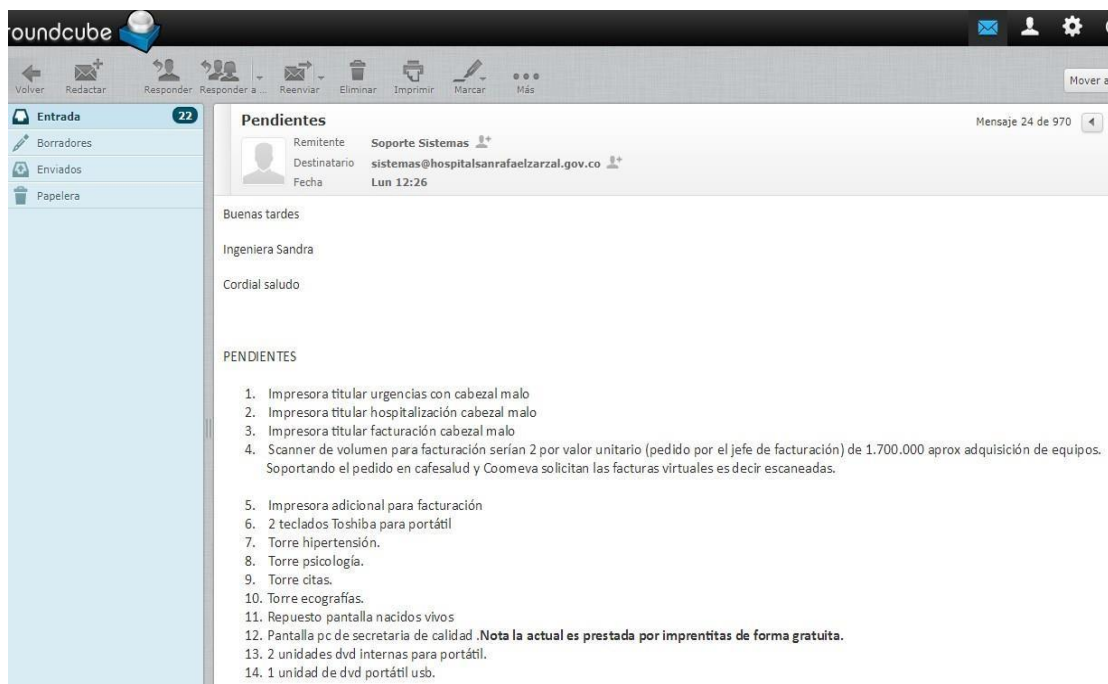 roundcube
Volver Redactar Responder Responder a ... Reenviar Eliminar Imprimir Marcar Más
Mover a
Entrada 22
Borradores
Enviados
Papelera
Pendientes
Mensaje 24 de 970
Remitente Soporte Sistemas
Destinatario sistemas@hospitalsanrafaelzarzal.gov.co
Fecha Lun 12:26
Buenas tardes
Ingeniera Sandra
Cordial saludo
PENDIENTES
1. Impresora titular urgencias con cabezal malo
2. Impresora titular hospitalización cabezal malo
3. Impresora titular facturación cabezal malo
4. Scanner de volumen para facturación serían 2 por valor unitario (pedido por el jefe de facturación) de 1.700.000 aprox adquisición de equipos.
Soportando el pedido en cafesalud y Coomeva solicitan las facturas virtuales es decir escaneadas.
5. Impresora adicional para facturación
6. 2 teclados Toshiba para portátil
7. Torre hipertensión.
8. Torre psicología.
9. Torre citas.
10. Torre ecografías.
11. Repuesto pantalla nacidos vivos
12. Pantalla pc de secretaria de calidad .Nota la actual es prestada por imprentitas de forma gratuita.
13. 2 unidades dvd internas para portátil.
14. 1 unidad de dvd portátil usb.